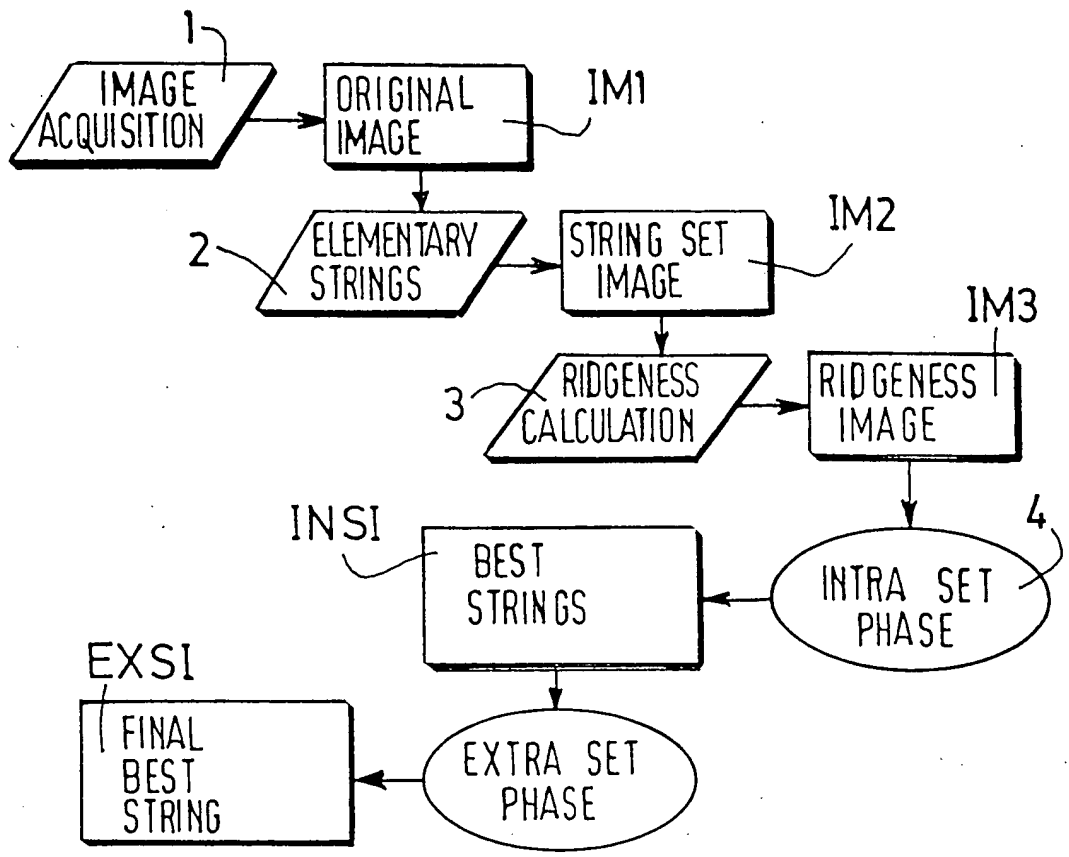 1
IMAGE
ACQUISITION
ORIGINAL
IMAGE
IM1
2
ELEMENTARY
STRINGS
STRING SET
IMAGE
IM2
3
RIDGENESS
CALCULATION
RIDGENESS
IMAGE
IM3
4
INTRA SET
PHASE
INSI
BEST
STRINGS
EXSI
FINAL
BEST
STRING
EXTRA SET
PHASE